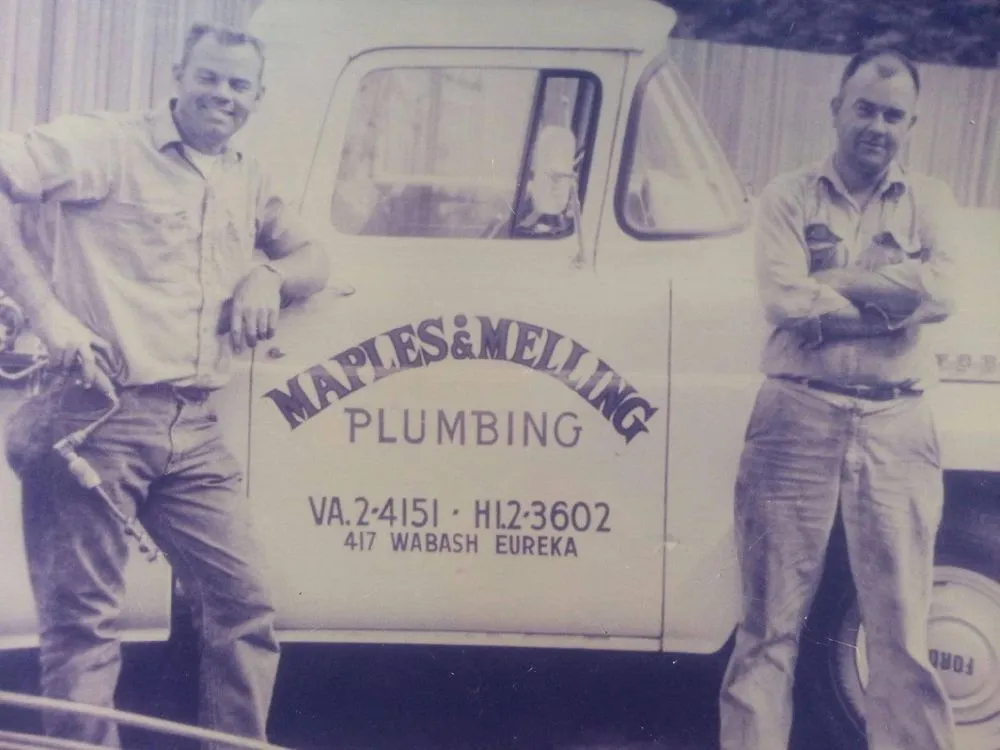 MAPLES & MELLING
PLUMBING
VA.2-4151 · HI.2-3602
417 WABASH EUREKA
FORD